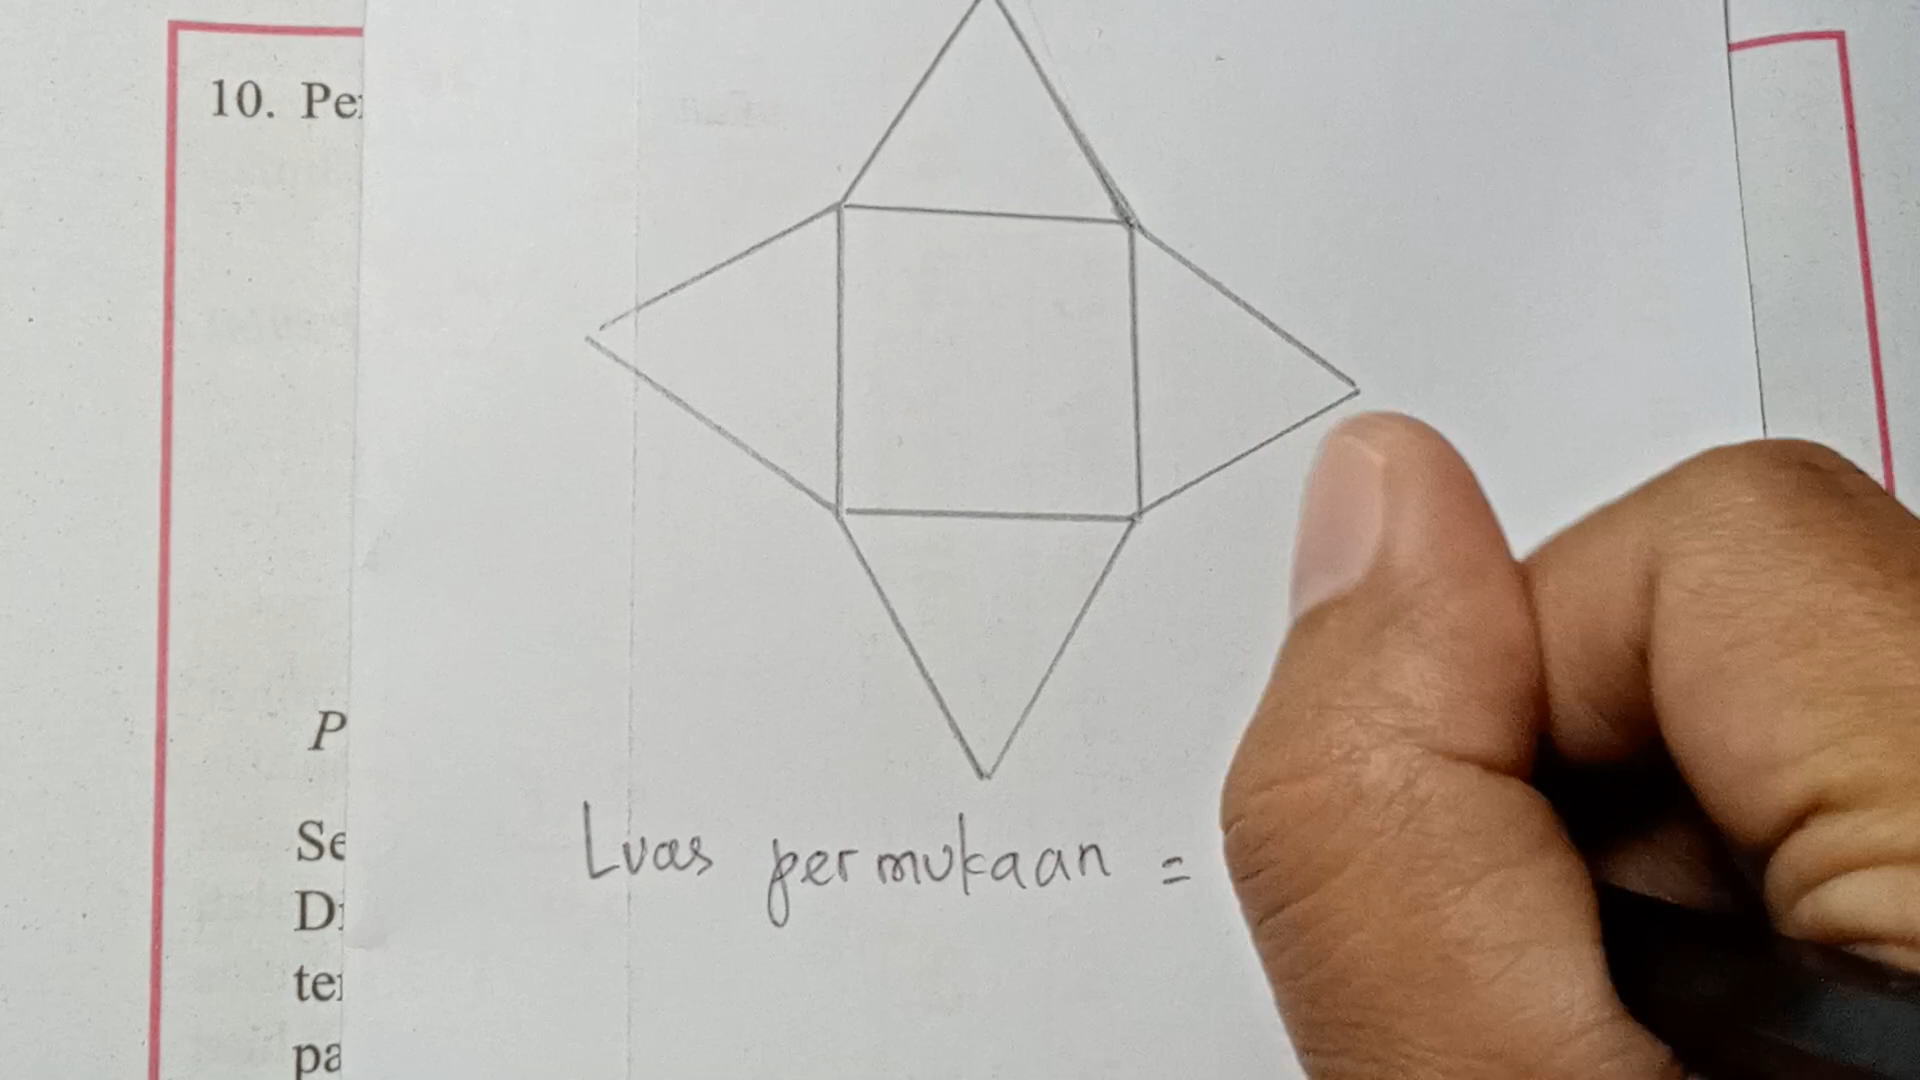 10. Pe
P
Se
D
te
pa
Luas permukaan =